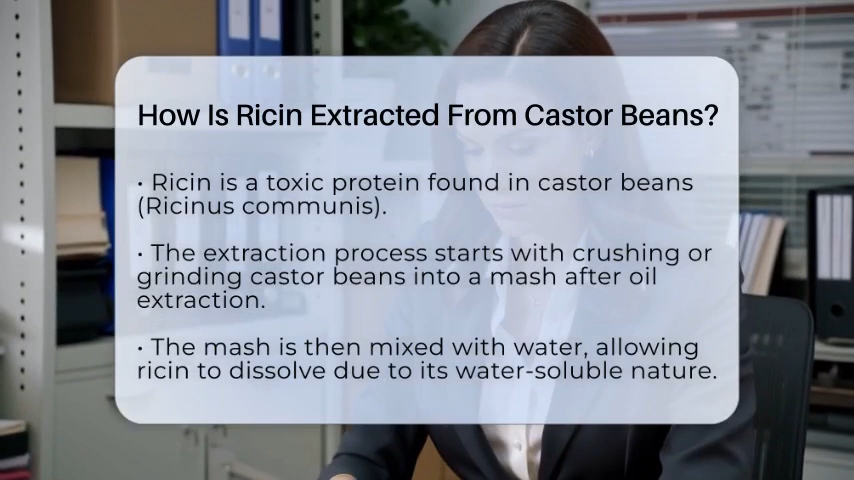 How Is Ricin Extracted From Castor Beans?
• Ricin is a toxic protein found in castor beans
(Ricinus communis).
• The extraction process starts with crushing or
grinding castor beans into a mash after oil
extraction.
• The mash is then mixed with water, allowing
ricin to dissolve due to its water-soluble nature.